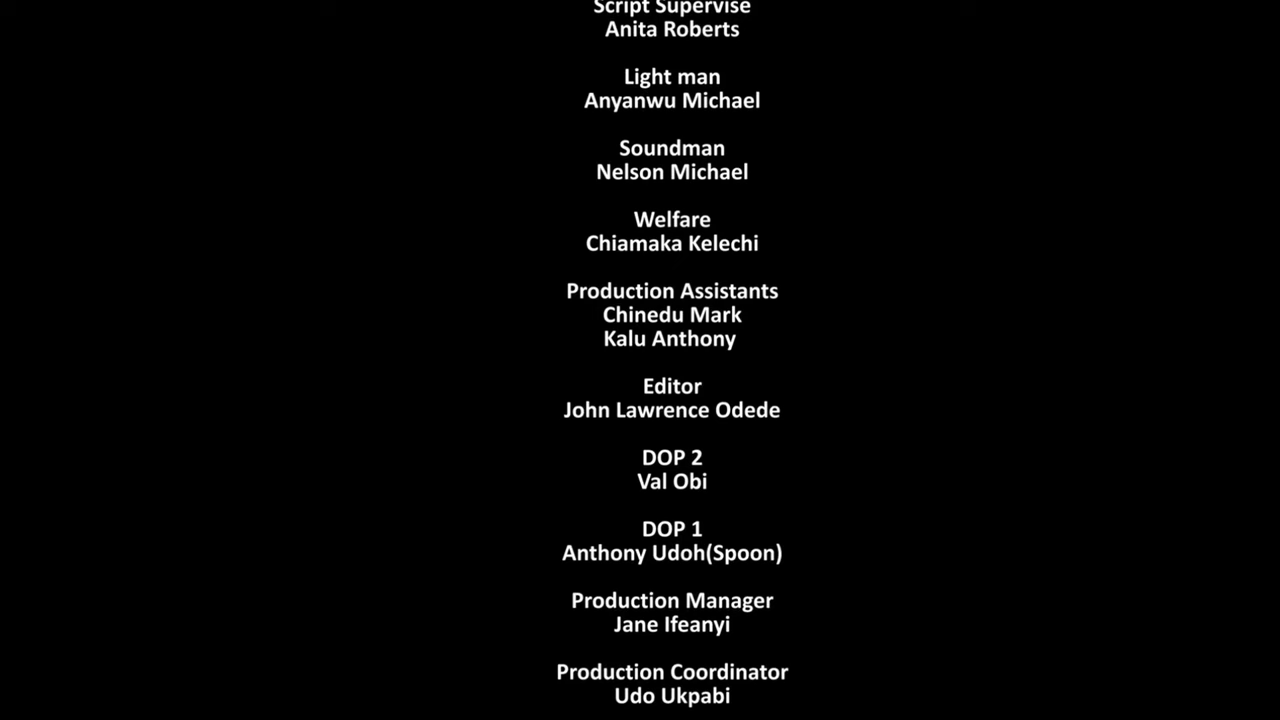 Script Supervise
Anita Roberts
Light man
Anyanwu Michael
Soundman
Nelson Michael
Welfare
Chiamaka Kelechi
Production Assistants
Chinedu Mark
Kalu Anthony
Editor
John Lawrence Odede
DOP 2
Val Obi
DOP 1
Anthony Udoh(Spoon)
Production Manager
Jane Ifeanyi
Production Coordinator
Udo Ukpabi